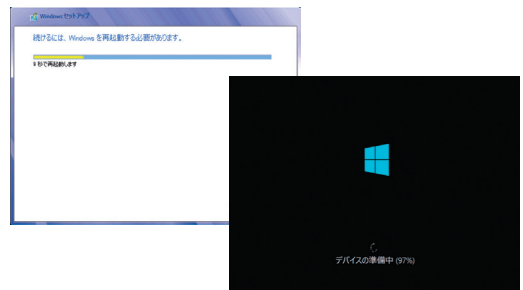 Windows セットアップ
続けるには、Windows を再起動する必要があります。
9 秒で再起動します
デバイスの準備中 (97%)